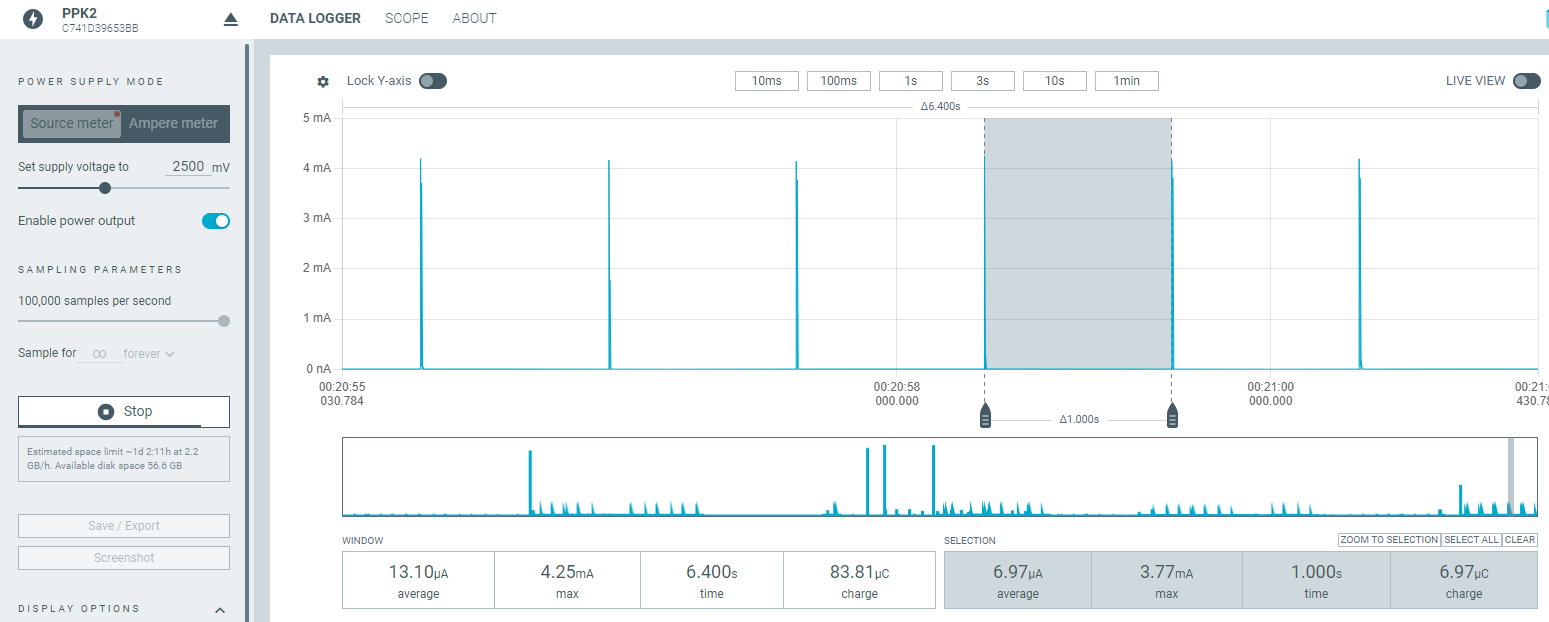 PPK2
C741D39653BB
DATA LOGGER SCOPE ABOUT
POWER SUPPLY MODE
Source meter Ampere meter
Set supply voltage to 2500 mV
Enable power output
SAMPLING PARAMETERS
100,000 samples per second
Sample for ∞ forever
Stop
Estimated space limit ~1d 2:11h at 2.2
GB/h. Available disk space 56.6 GB
Save / Export
Screenshot
DISPLAY OPTIONS
Lock Y-axis 10ms 100ms 1s 3s 10s 1min LIVE VIEW
Δ6.400s
5 mA
4 mA
3 mA
2 mA
1 mA
0 nA
00:20:55 00:20:58 00:21:00 00:21:
030.784 000.000 000.000 430.78
Δ1.000s
WINDOW
13.10µA 4.25mA 6.400s 83.81µC
average max time charge
SELECTION ZOOM TO SELECTION SELECT ALL CLEAR
6.97µA 3.77mA 1.000s 6.97µC
average max time charge